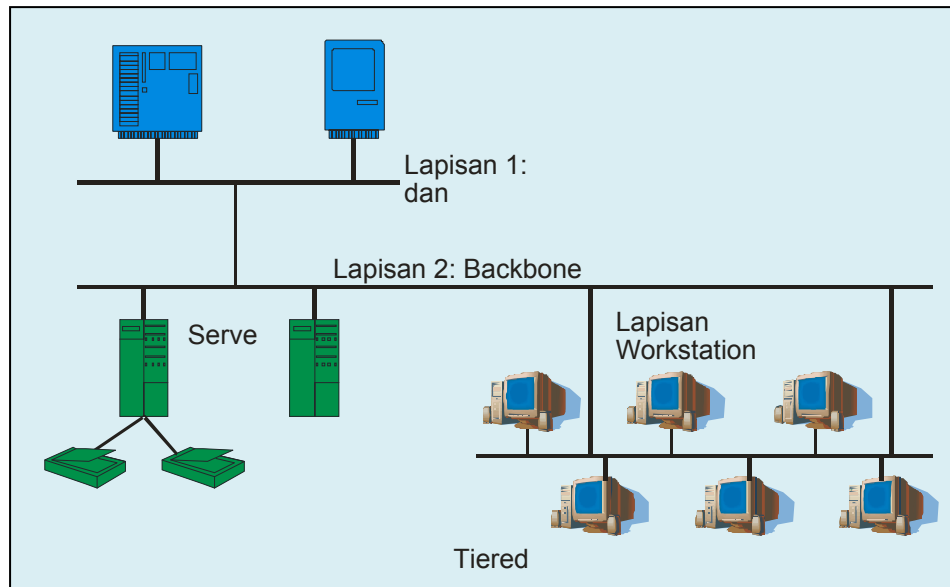 Lapisan 1:
dan
Lapisan 2: Backbone
Serve
Lapisan
Workstation
Tiered